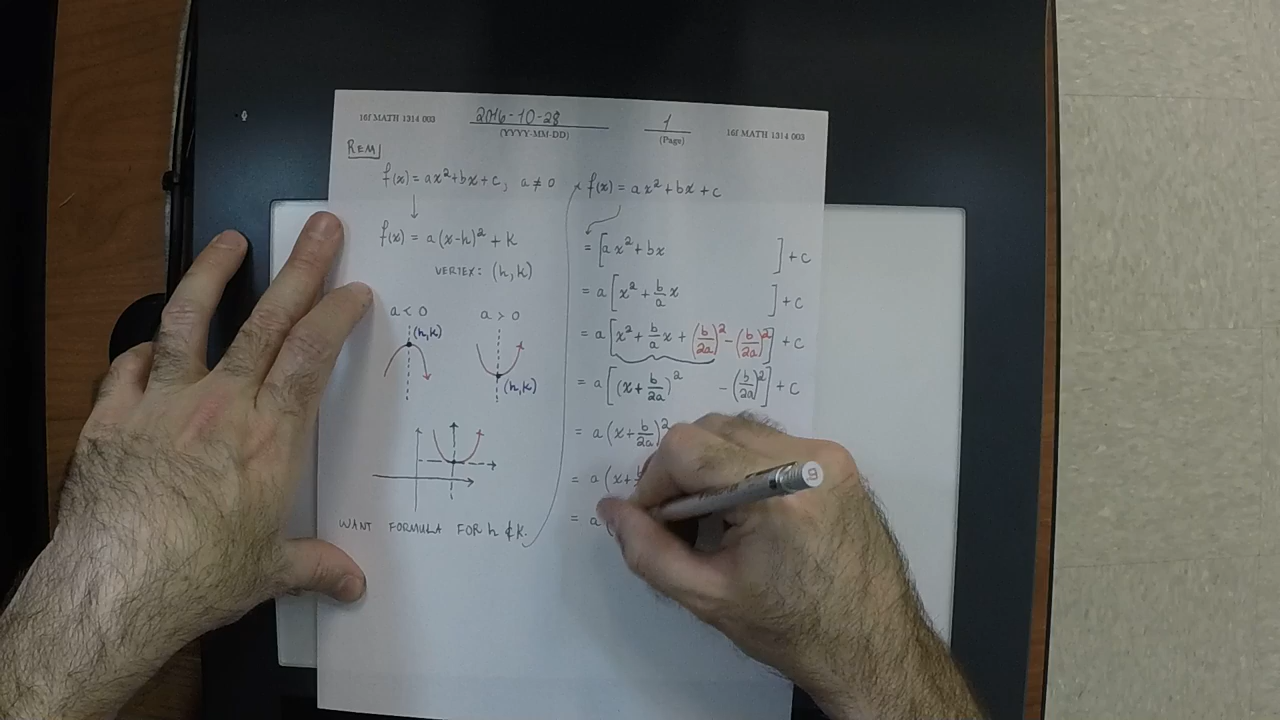 16f MATH 1314 003
2016-10-28
(YYYY-MM-DD)
1
(Page)
16f MATH 1314 003
REM
f(x) = ax²+bx+c, a ≠ 0
↓
f(x) = a(x-h)² + k
VERTEX: (h,k)
a < 0
a > 0
(h,k)
(h,k)
WANT FORMULA FOR h & k.
f(x) = ax²+bx+c
= [ax²+bx ]+c
= a[x²+b/a x ]+c
= a[x²+b/a x+(b/2a)²-(b/2a)²]+c
= a[(x+b/2a)² -(b/2a)²]+c
= a(x+b/2a)²
= a(x+
= a